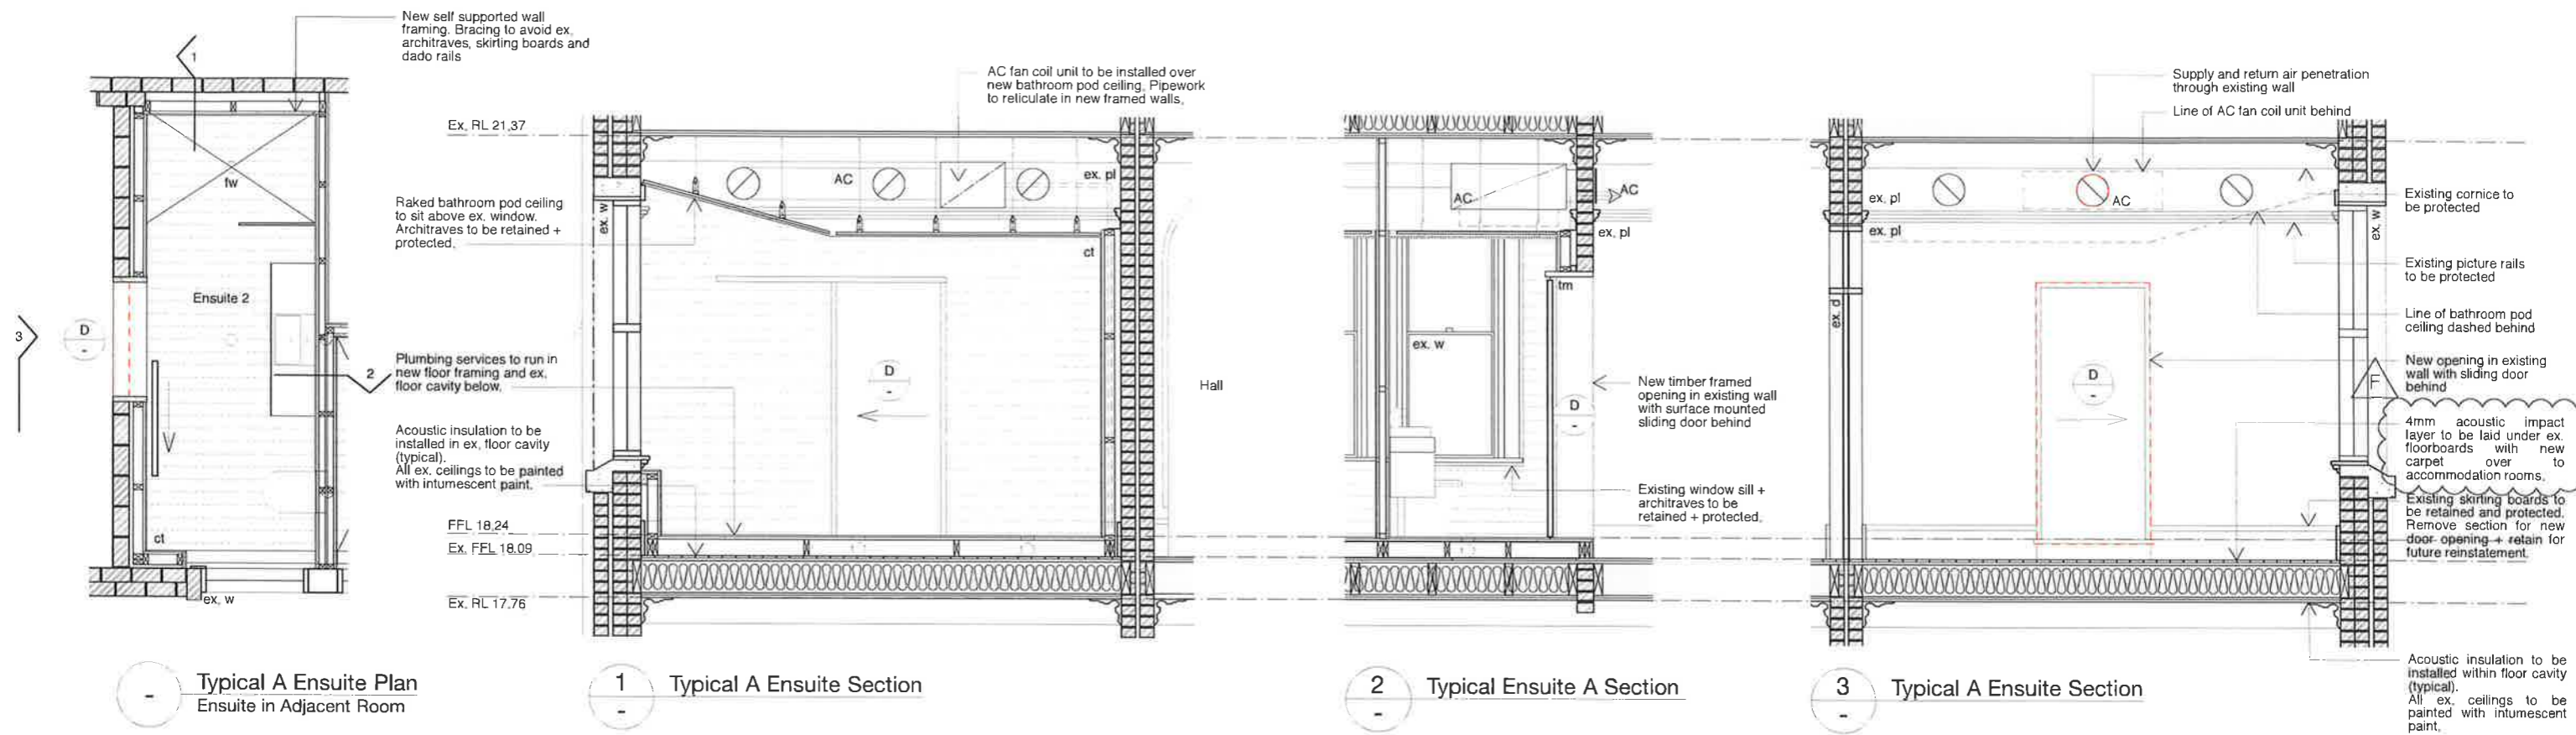 New self supported wall
framing. Bracing to avoid ex.
architraves, skirting boards and
dado rails
1
fw
Ensuite 2
3
D
-
2
ct
ex. w
-
Typical A Ensuite Plan
Ensuite in Adjacent Room
AC fan coil unit to be installed over
new bathroom pod ceiling. Pipework
to reticulate in new framed walls.
Ex. RL 21.37
AC
ex. pl
Raked bathroom pod ceiling
to sit above ex. window.
Architraves to be retained +
protected.
ex. w
ct
Plumbing services to run in
new floor framing and ex.
floor cavity below.
D
-
Hall
Acoustic insulation to be
installed in ex. floor cavity
(typical).
All ex. ceilings to be painted
with intumescent paint.
FFL 18.24
Ex. FFL 18.09
Ex. RL 17.76
1
-
Typical A Ensuite Section
AC
AC
ex. pl
tm
ex. w
New timber framed
opening in existing wall
with surface mounted
sliding door behind
D
-
Existing window sill +
architraves to be
retained + protected.
2
-
Typical Ensuite A Section
Supply and return air penetration
through existing wall
Line of AC fan coil unit behind
ex. pl
AC
Existing cornice to
be protected
ex. pl
ex. w
Existing picture rails
to be protected
ex. d
Line of bathroom pod
ceiling dashed behind
New opening in existing
wall with sliding door
behind
D
-
F
4mm acoustic impact
layer to be laid under ex.
floorboards with new
carpet over to
accommodation rooms.
Existing skirting boards to
be retained and protected.
Remove section for new
door opening + retain for
future reinstatement.
Acoustic insulation to be
installed within floor cavity
(typical).
All ex. ceilings to be
painted with intumescent
paint.
3
-
Typical A Ensuite Section